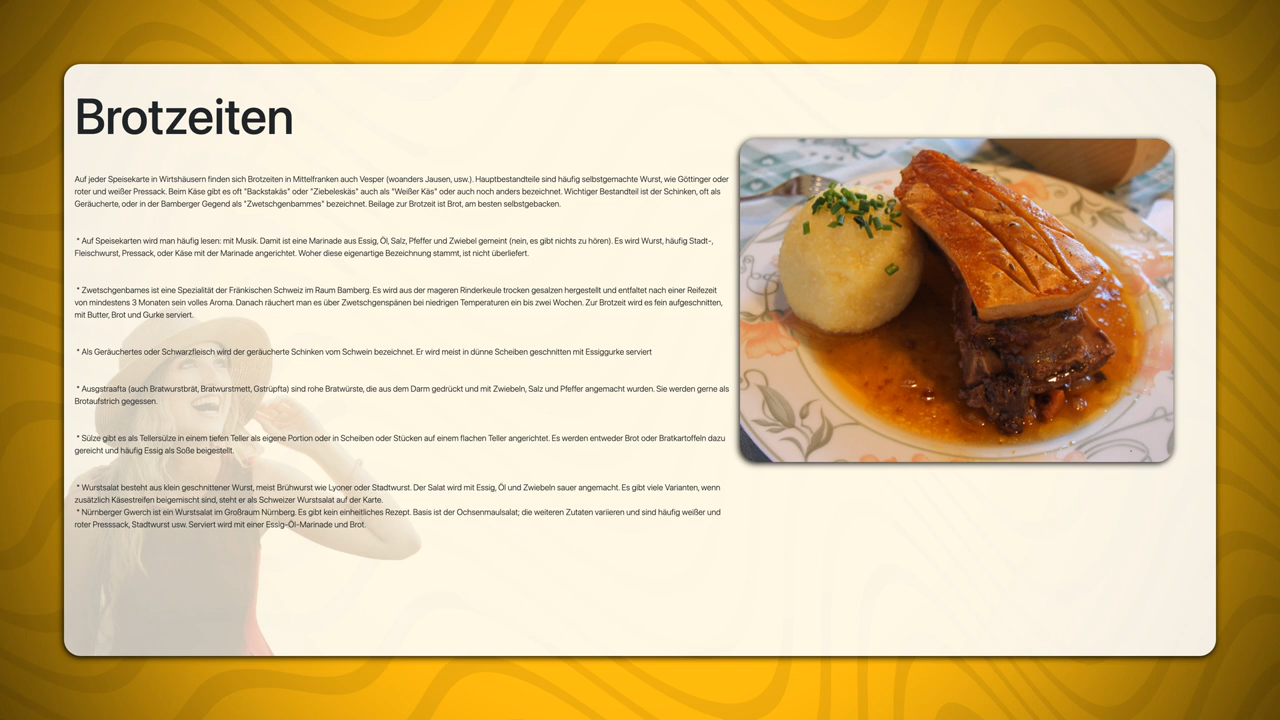 Brotzeiten
Auf jeder Speisekarte in Wirtshäusern finden sich Brotzeiten in Mittelfranken auch Vesper (woanders Jausen, usw.). Hauptbestandteile sind häufig selbstgemachte Wurst, wie Göttinger oder
roter und weißer Pressack. Beim Käse gibt es oft "Backstakäs" oder "Ziebeleskäs" auch als "Weißer Käs" oder auch noch anders bezeichnet. Wichtiger Bestandteil ist der Schinken, oft als
Geräucherte, oder in der Bamberger Gegend als "Zwetschgenbammes" bezeichnet. Beilage zur Brotzeit ist Brot, am besten selbstgebacken.
* Auf Speisekarten wird man häufig lesen: mit Musik. Damit ist eine Marinade aus Essig, Öl, Salz, Pfeffer und Zwiebel gemeint (nein, es gibt nichts zu hören). Es wird Wurst, häufig Stadt-,
Fleischwurst, Pressack, oder Käse mit der Marinade angerichtet. Woher diese eigenartige Bezeichnung stammt, ist nicht überliefert.
* Zwetschgenbames ist eine Spezialität der Fränkischen Schweiz im Raum Bamberg. Es wird aus der mageren Rinderkeule trocken gesalzen hergestellt und entfaltet nach einer Reifezeit
von mindestens 3 Monaten sein volles Aroma. Danach räuchert man es über Zwetschgenspänen bei niedrigen Temperaturen ein bis zwei Wochen. Zur Brotzeit wird es fein aufgeschnitten,
mit Butter, Brot und Gurke serviert.
* Als Geräuchertes oder Schwarzfleisch wird der geräucherte Schinken vom Schwein bezeichnet. Er wird meist in dünne Scheiben geschnitten mit Essiggurke serviert
* Ausgstraafta (auch Bratwurstbrät, Bratwurstmett, Gstrüpfta) sind rohe Bratwürste, die aus dem Darm gedrückt und mit Zwiebeln, Salz und Pfeffer angemacht wurden. Sie werden gerne als
Brotaufstrich gegessen.
* Sülze gibt es als Tellersülze in einem tiefen Teller als eigene Portion oder in Scheiben oder Stücken auf einem flachen Teller angerichtet. Es werden entweder Brot oder Bratkartoffeln dazu
gereicht und häufig Essig als Soße beigestellt.
* Wurstsalat besteht aus klein geschnittener Wurst, meist Brühwurst wie Lyoner oder Stadtwurst. Der Salat wird mit Essig, Öl und Zwiebeln sauer angemacht. Es gibt viele Varianten, wenn
zusätzlich Käsestreifen beigemischt sind, steht er als Schweizer Wurstsalat auf der Karte.
* Nürnberger Gwerch ist ein Wurstsalat im Großraum Nürnberg. Es gibt kein einheitliches Rezept. Basis ist der Ochsenmaulsalat; die weiteren Zutaten variieren und sind häufig weißer und
roter Presssack, Stadtwurst usw. Serviert wird mit einer Essig-Öl-Marinade und Brot.